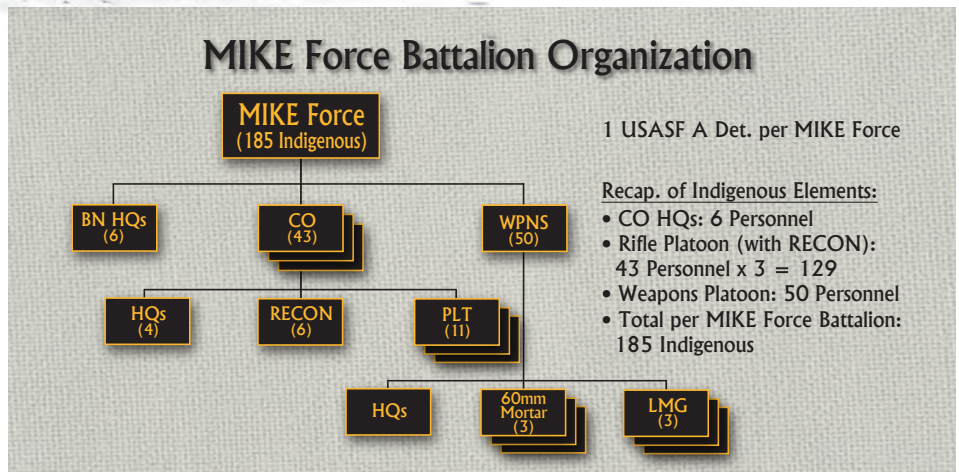 MIKE Force Battalion Organization
MIKE Force
(185 Indigenous)
1 USASF A Det. per MIKE Force
BN HQs
(6)
CO
(43)
WPNS
(50)
HQs
(4)
RECON
(6)
PLT
(11)
HQs
60mm
Mortar
(3)
LMG
(3)
Recap. of Indigenous Elements:
• CO HQs: 6 Personnel
• Rifle Platoon (with RECON):
43 Personnel x 3 = 129
• Weapons Platoon: 50 Personnel
• Total per MIKE Force Battalion:
185 Indigenous